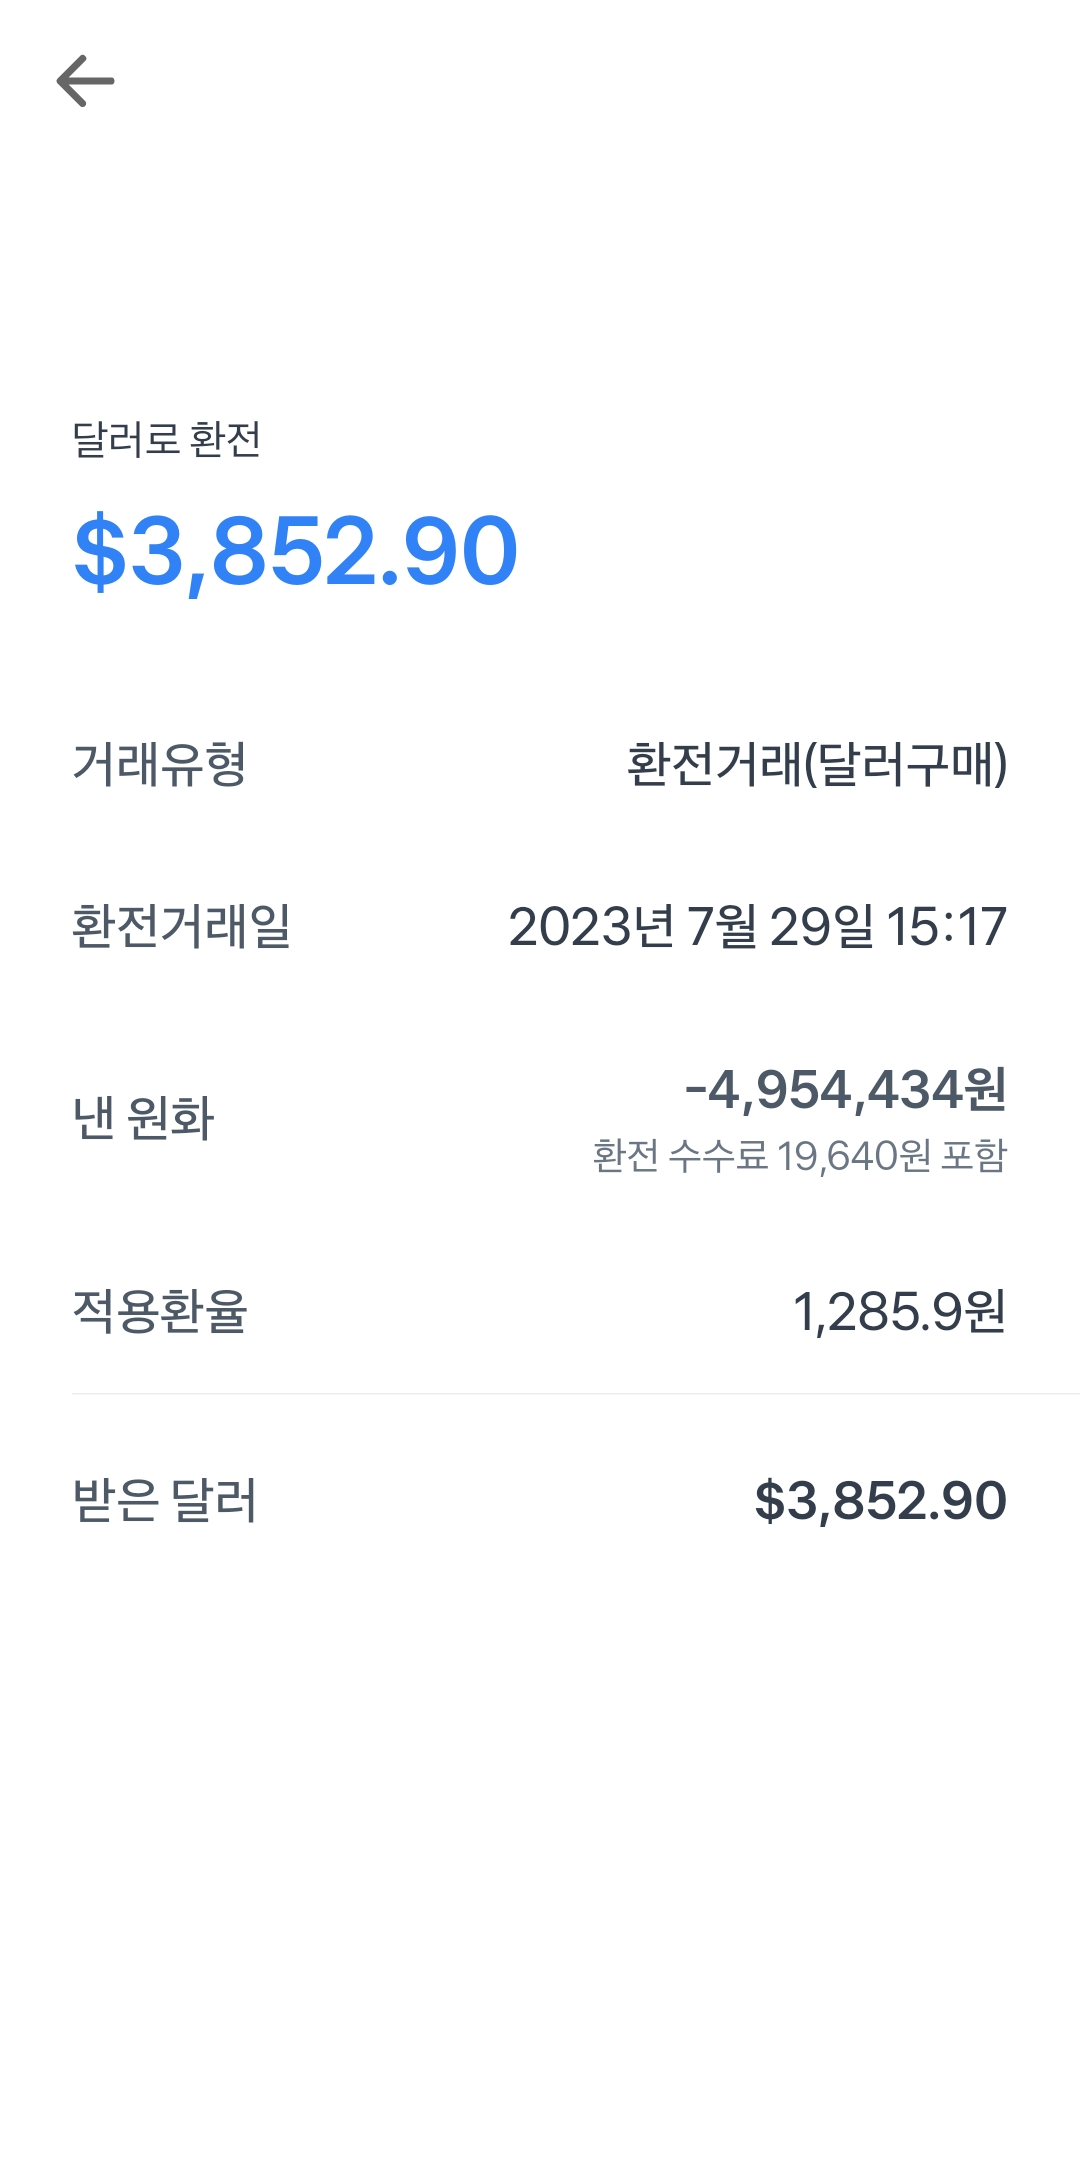 달러로 환전
$3,852.90
거래유형 환전거래(달러구매)
환전거래일 2023년 7월 29일 15:17
낸 원화 -4,954,434원
환전 수수료 19,640원 포함
적용환율 1,285.9원
받은 달러 $3,852.90